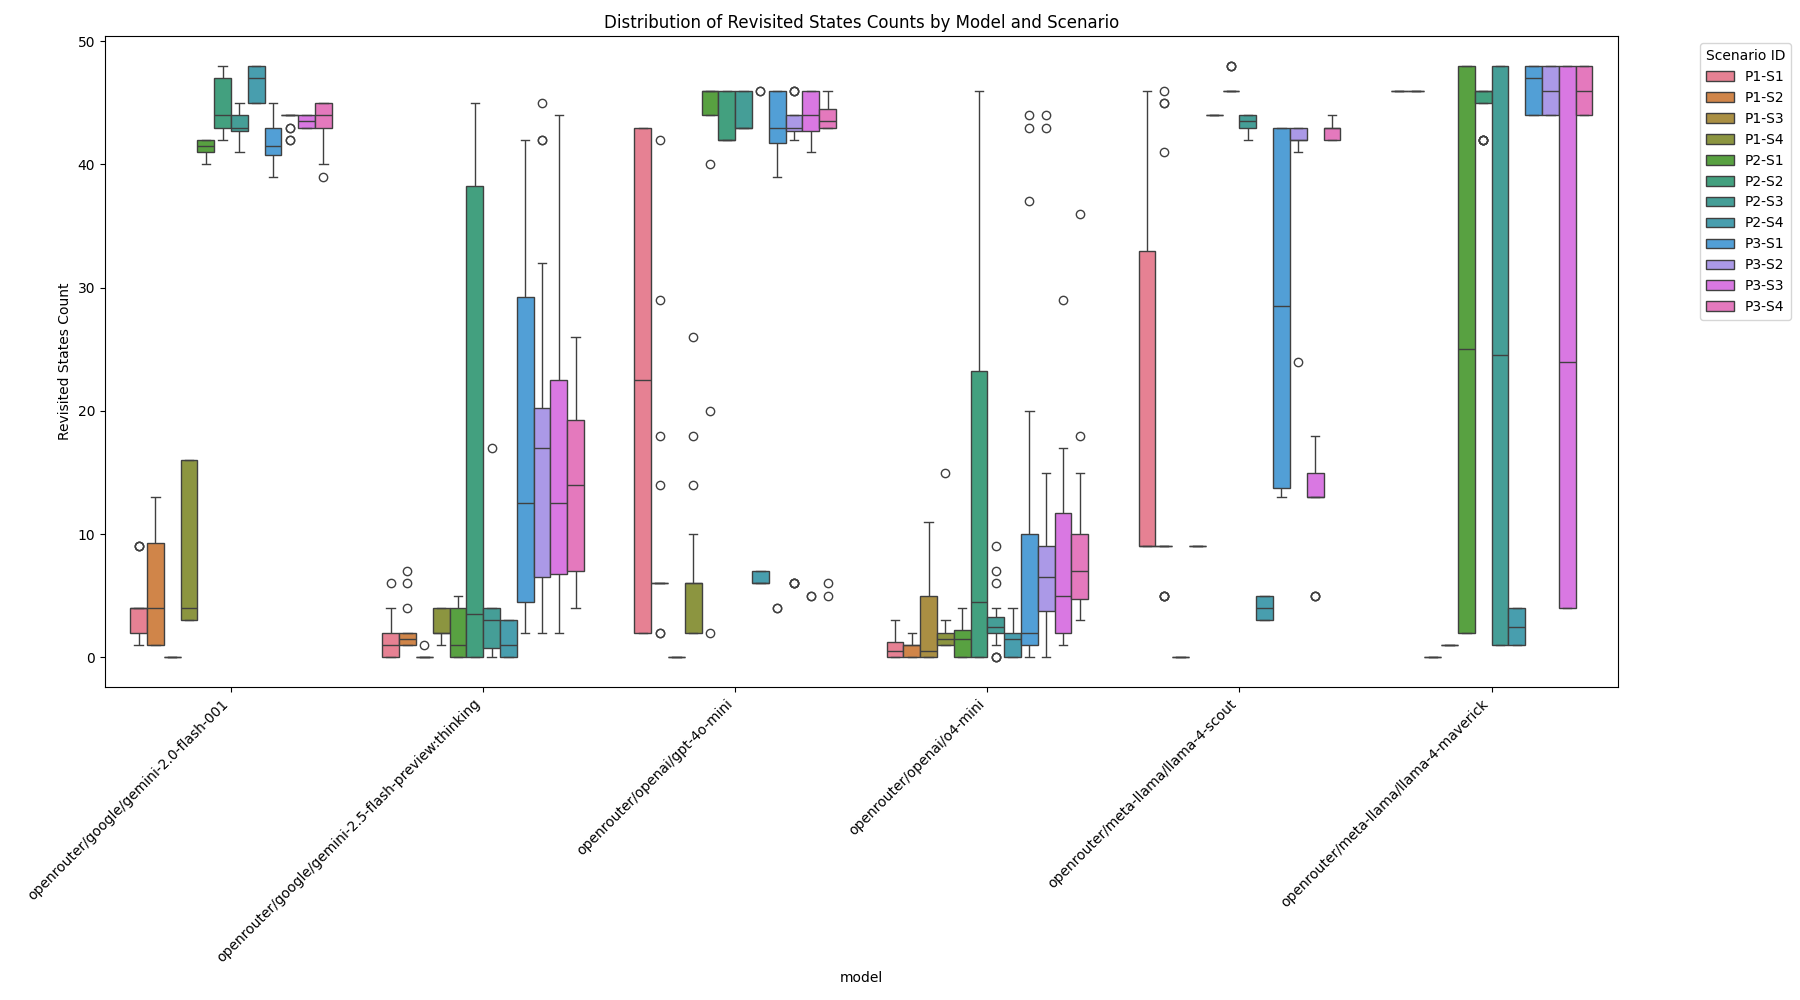 Distribution of Revisited States Counts by Model and Scenario
Revisited States Count
50
40
30
20
10
0
openrouter/google/gemini-2.0-flash-001
openrouter/google/gemini-2.5-flash-preview:thinking
openrouter/openai/gpt-4o-mini
openrouter/openai/o4-mini
openrouter/meta-llama/llama-4-scout
openrouter/meta-llama/llama-4-maverick
model
Scenario ID
P1-S1
P1-S2
P1-S3
P1-S4
P2-S1
P2-S2
P2-S3
P2-S4
P3-S1
P3-S2
P3-S3
P3-S4